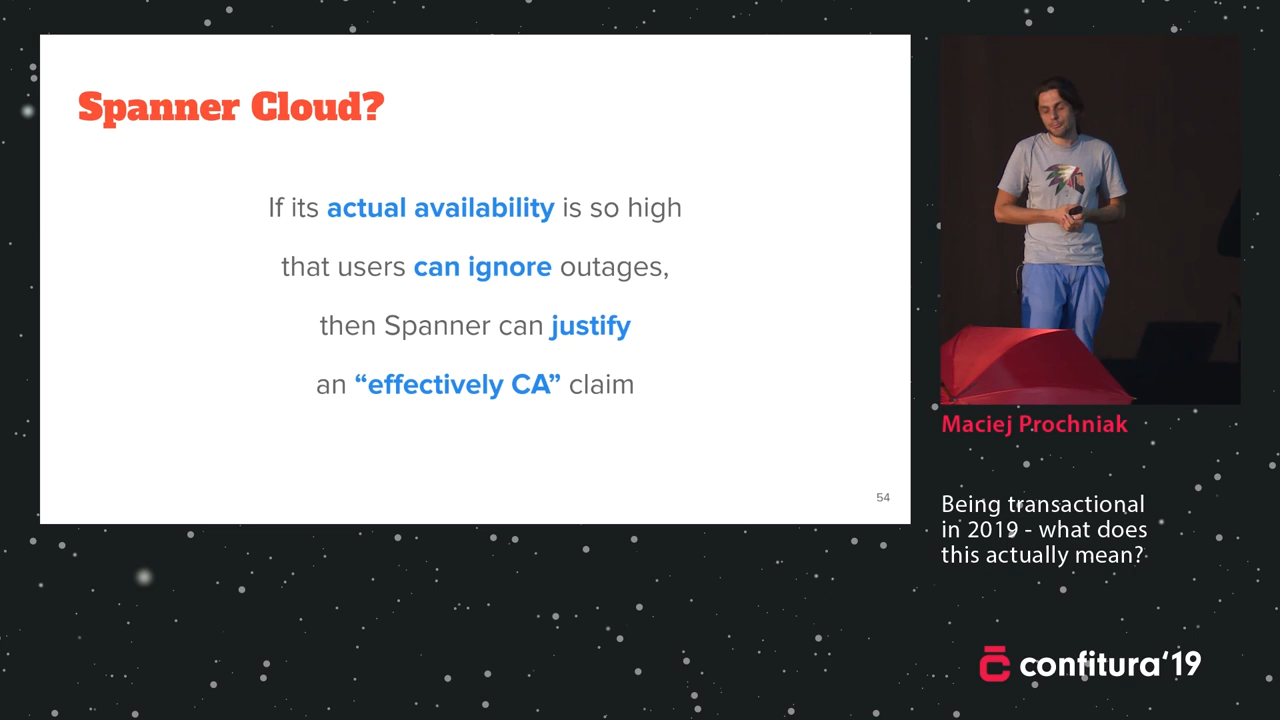 Spanner Cloud?
If its actual availability is so high
that users can ignore outages,
then Spanner can justify
an “effectively CA” claim
54
Maciej Prochniak
Being transactional
in 2019 - what does
this actually mean?
confitura‘19